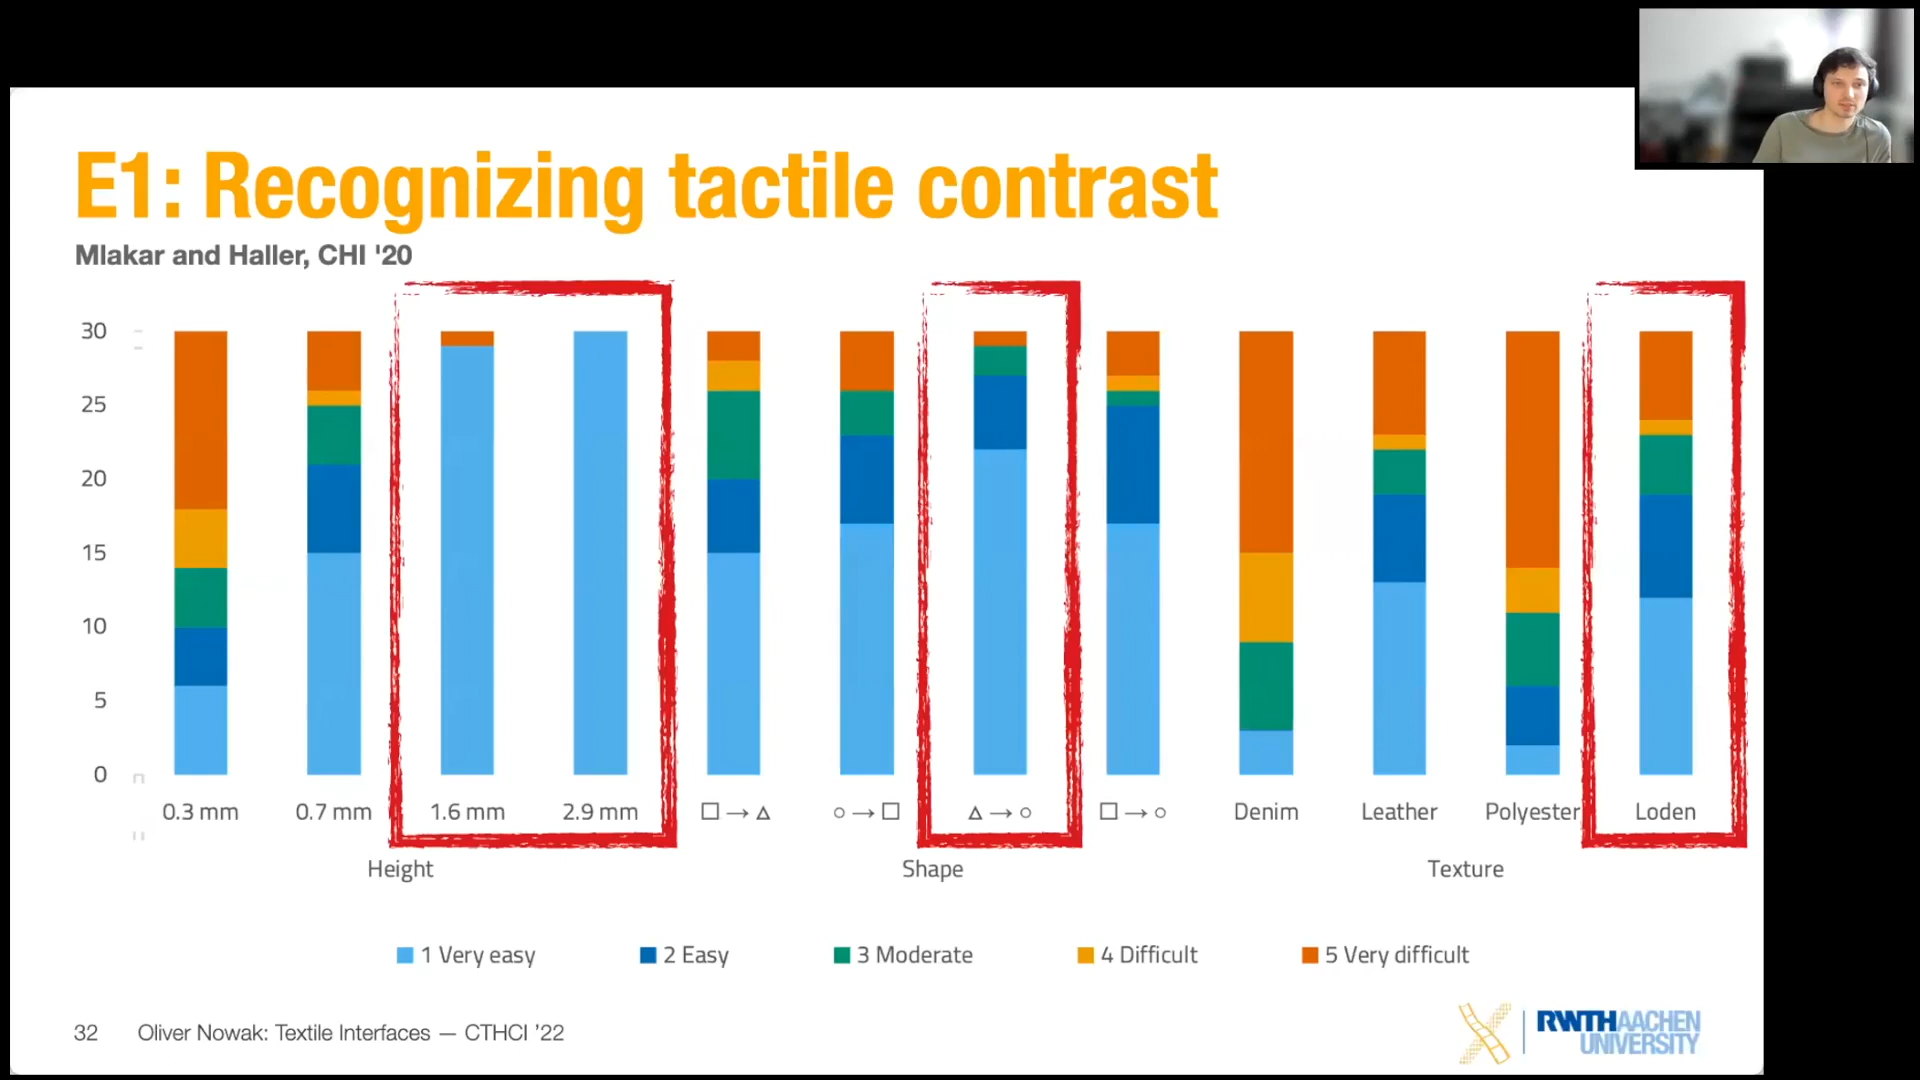 E1: Recognizing tactile contrast
Mlakar and Haller, CHI '20
30
25
20
15
10
5
0
0.3 mm 0.7 mm 1.6 mm 2.9 mm □ → △ ○ → □ △ → ○ □ → ○ Denim Leather Polyester Loden
Height Shape Texture
1 Very easy 2 Easy 3 Moderate 4 Difficult 5 Very difficult
32 Oliver Nowak: Textile Interfaces — CTHCI ’22
RWTHAACHEN
UNIVERSITY